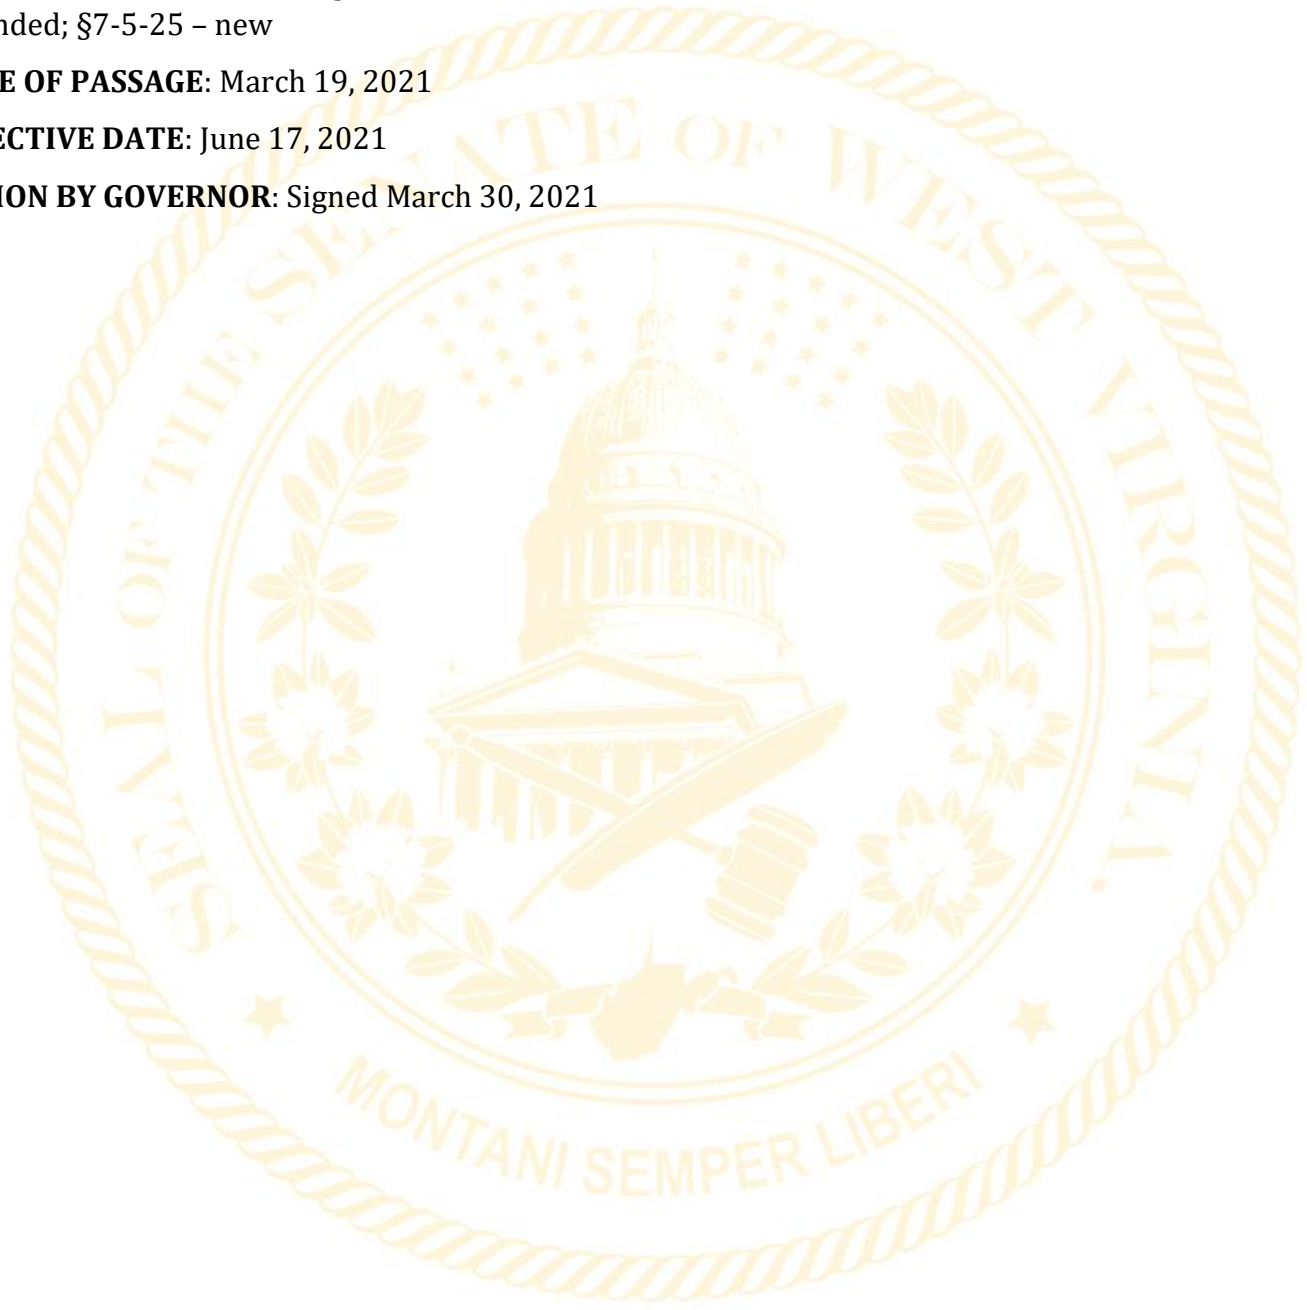 nded; §7-5-25 – new
E OF PASSAGE: March 19, 2021
ECTIVE DATE: June 17, 2021
ION BY GOVERNOR: Signed March 30, 2021
SEAL OF THE SENATE OF WEST VIRGINIA.
MONTANI SEMPER LIBERI